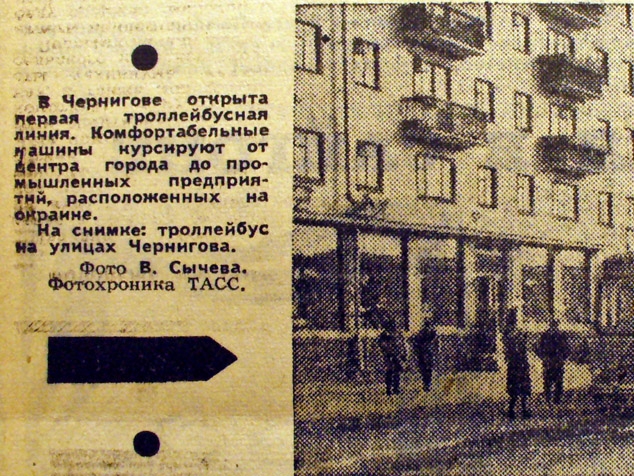 В Чернигове открыта
первая троллейбусная
линия. Комфортабельные
машины курсируют от
центра города до про-
мышленных предприя-
тий, расположенных на
окраине.
На снимке: троллейбус
на улицах Чернигова.
Фото В. Сычева.
Фотохроника ТАСС.